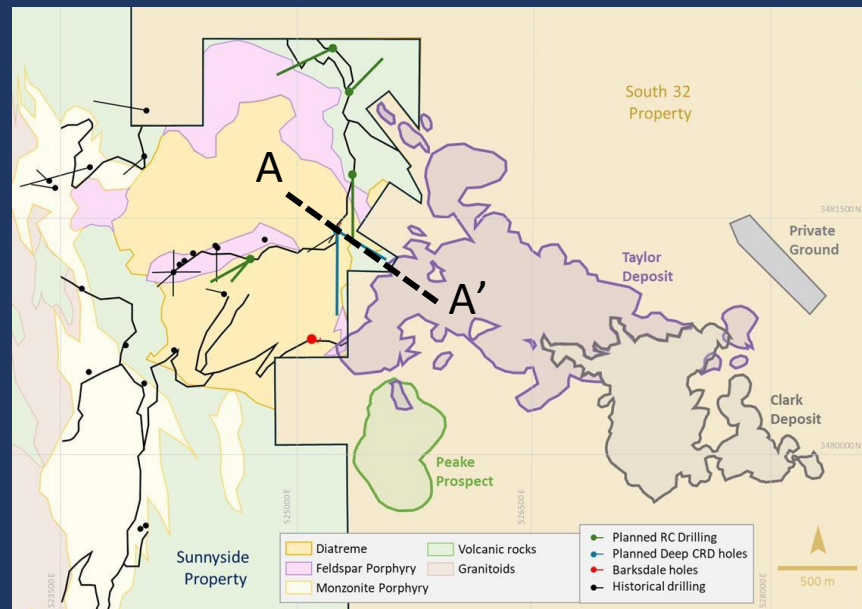 South 32
Property
A
3481500 N
Private
Ground
Taylor
Deposit
A’
Clark
Deposit
3480000 N
Peake
Prospect
525000 E
526500 E
523500 E
528000 E
Sunnyside
Property
Diatreme
Feldspar Porphyry
Monzonite Porphyry
Volcanic rocks
Granitoids
Planned RC Drilling
Planned Deep CRD holes
Barksdale holes
Historical drilling
500 m